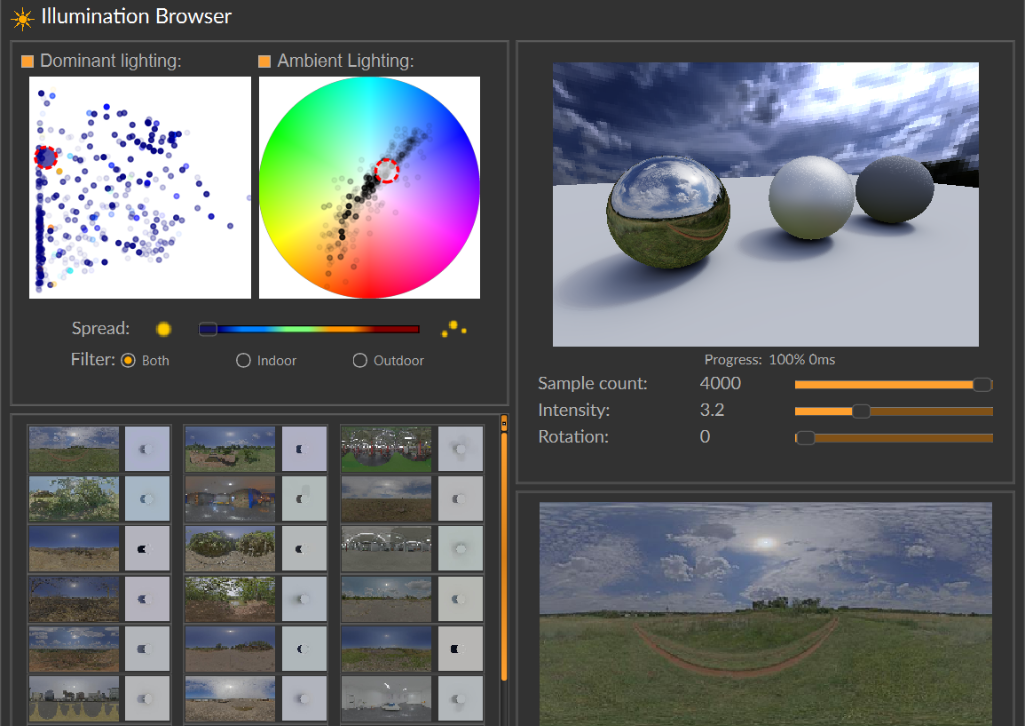 Illumination Browser
Dominant lighting:
Ambient Lighting:
Spread:
Filter: Both Indoor Outdoor
Progress: 100% 0ms
Sample count: 4000
Intensity: 3.2
Rotation: 0